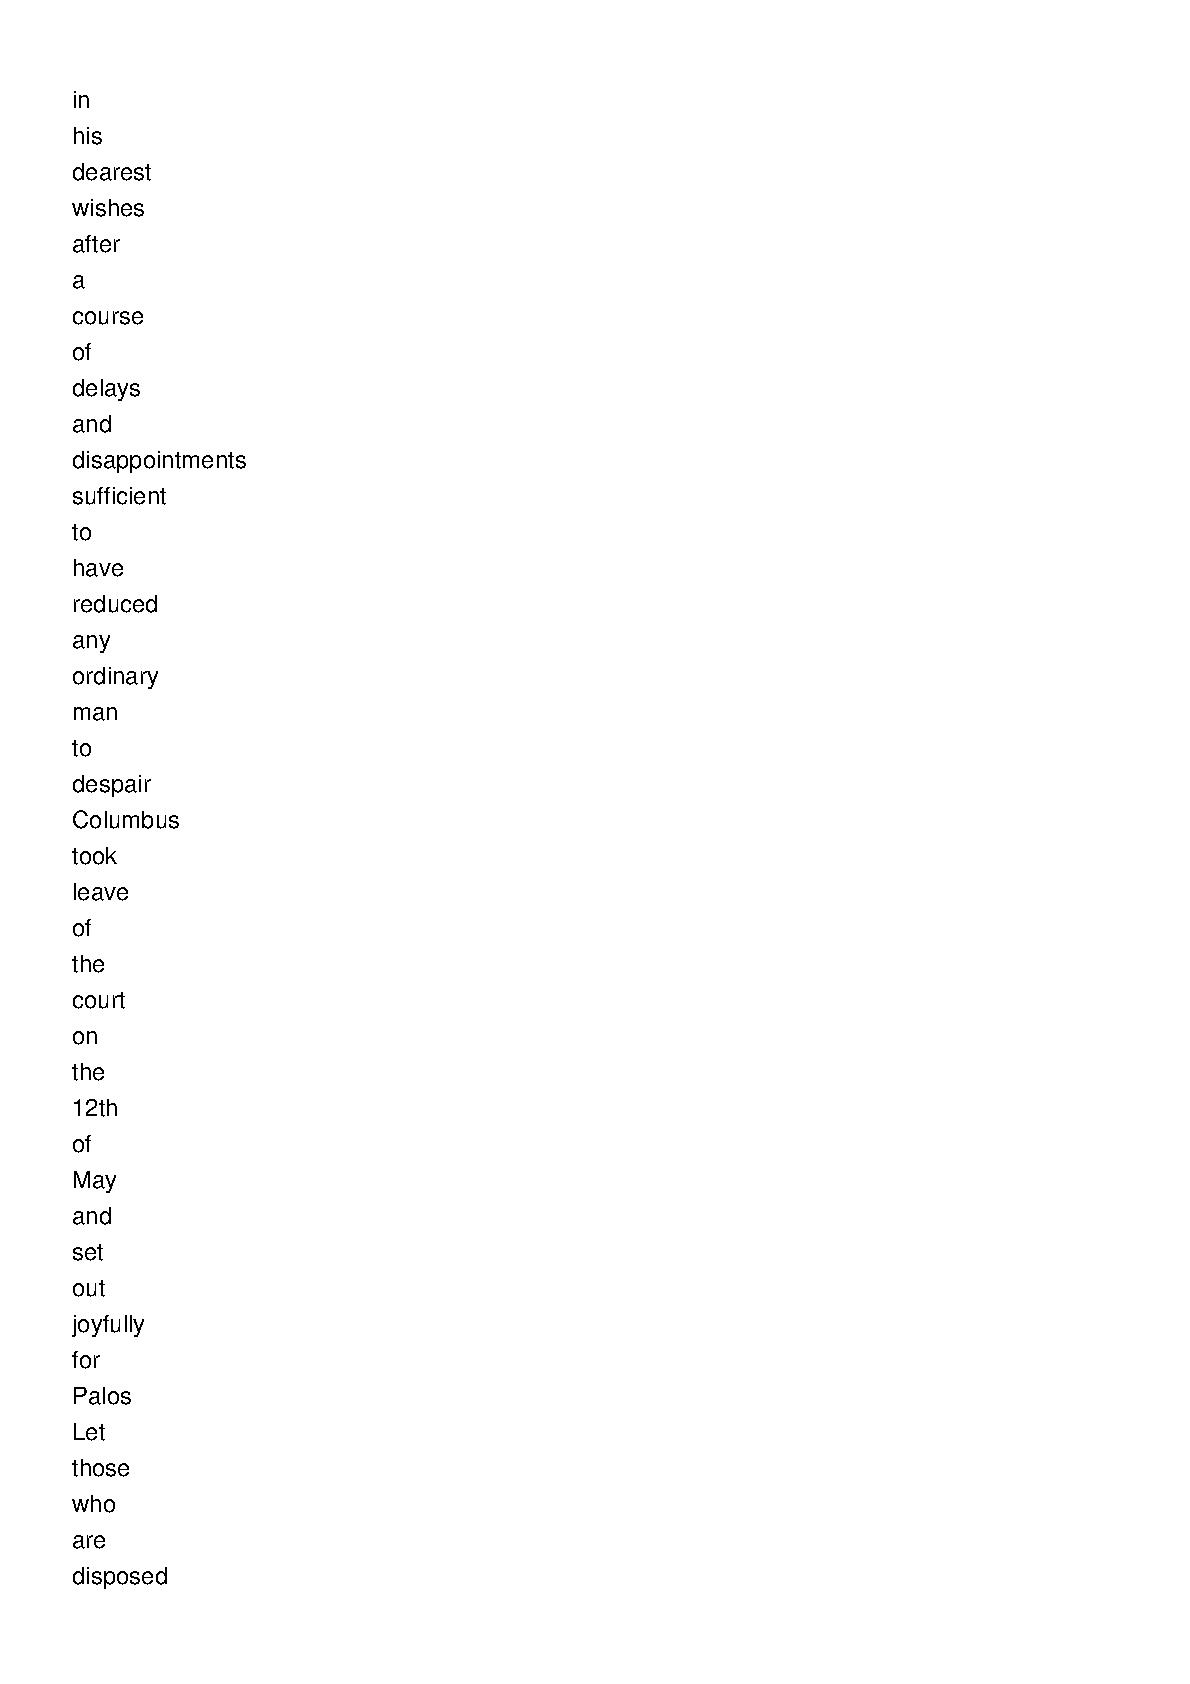 in
his
dearest
wishes
after
a
course
of
delays
and
disappointments
sufficient
to
have
reduced
any
ordinary
man
to
despair
Columbus
took
leave
of
the
court
on
the
12th
of
May
and
set
out
joyfully
for
Palos
Let
those
who
are
disposed